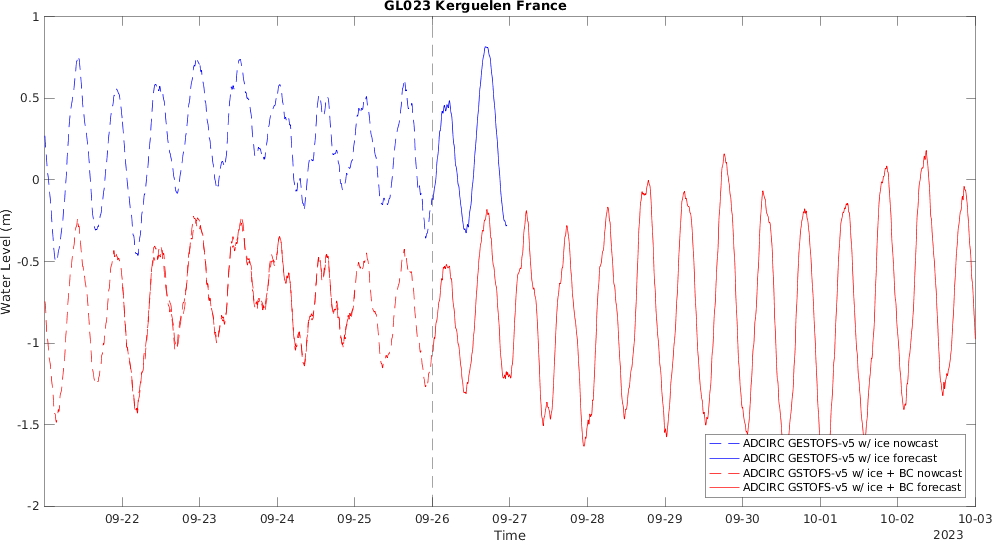 GL023 Kerguelen France
1
0.5
0
-0.5
-1
-1.5
-2
Water Level (m)
ADCIRC GESTOFS-v5 w/ ice nowcast
ADCIRC GESTOFS-v5 w/ ice forecast
ADCIRC GSTOFS-v5 w/ ice + BC nowcast
ADCIRC GSTOFS-v5 w/ ice + BC forecast
09-22 09-23 09-24 09-25 09-26 09-27 09-28 09-29 09-30 10-01 10-02 10-03
Time
2023